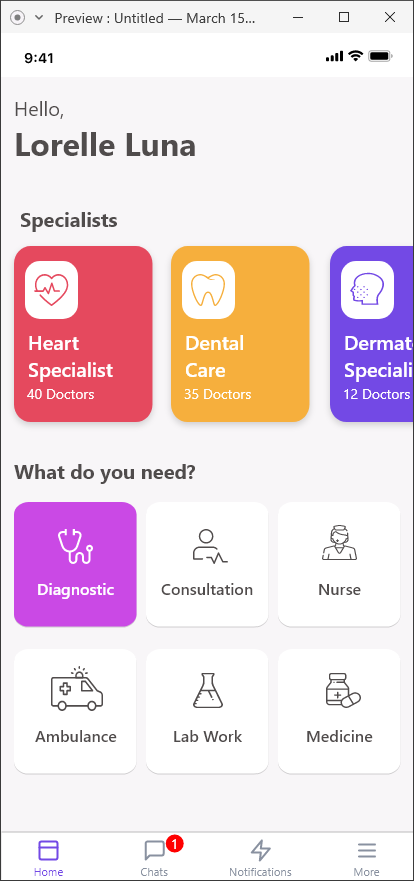 Preview : Untitled — March 15...
9:41
Hello,
Lorelle Luna
Specialists
Heart
Specialist
40 Doctors
Dental
Care
35 Doctors
Dermat
Speciali
12 Doctors
What do you need?
Diagnostic
Consultation
Nurse
Ambulance
Lab Work
Medicine
1
Home
Chats
Notifications
More